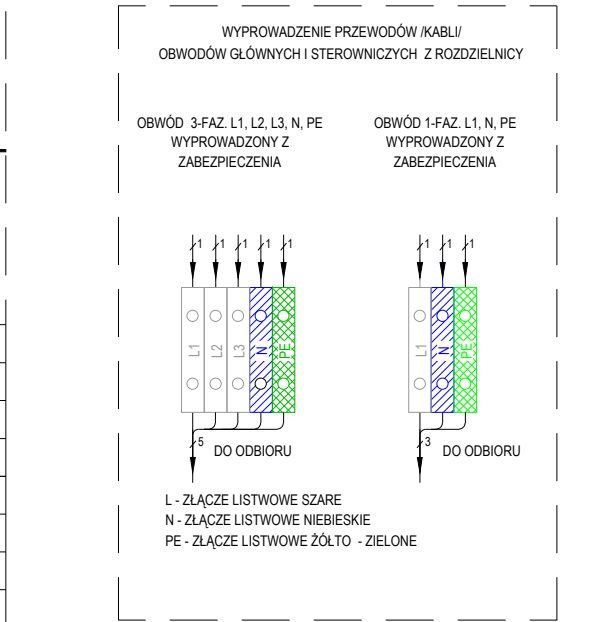 WYPROWADZENIE PRZEWODÓW /KABLI/
OBWODÓW GŁÓWNYCH I STEROWNICZYCH Z ROZDZIELNICY
OBWÓD 3-FAZ. L1, L2, L3, N, PE
WYPROWADZONY Z
ZABEZPIECZENIA
OBWÓD 1-FAZ. L1, N, PE
WYPROWADZONY Z
ZABEZPIECZENIA
1 1 1 1 1
L1 L2 L3 N PE
5
DO ODBIORU
1 1 1
L1 N PE
3
DO ODBIORU
L - ZŁĄCZE LISTWOWE SZARE
N - ZŁĄCZE LISTWOWE NIEBIESKIE
PE - ZŁĄCZE LISTWOWE ŻÓŁTO - ZIELONE